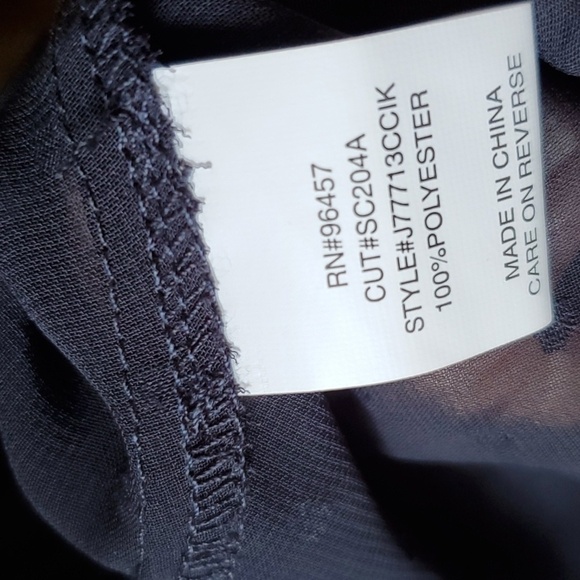 RN#96457
CUT#SC204A
STYLE#J77713CCIK
100%POLYESTER
MADE IN CHINA
CARE ON REVERSE